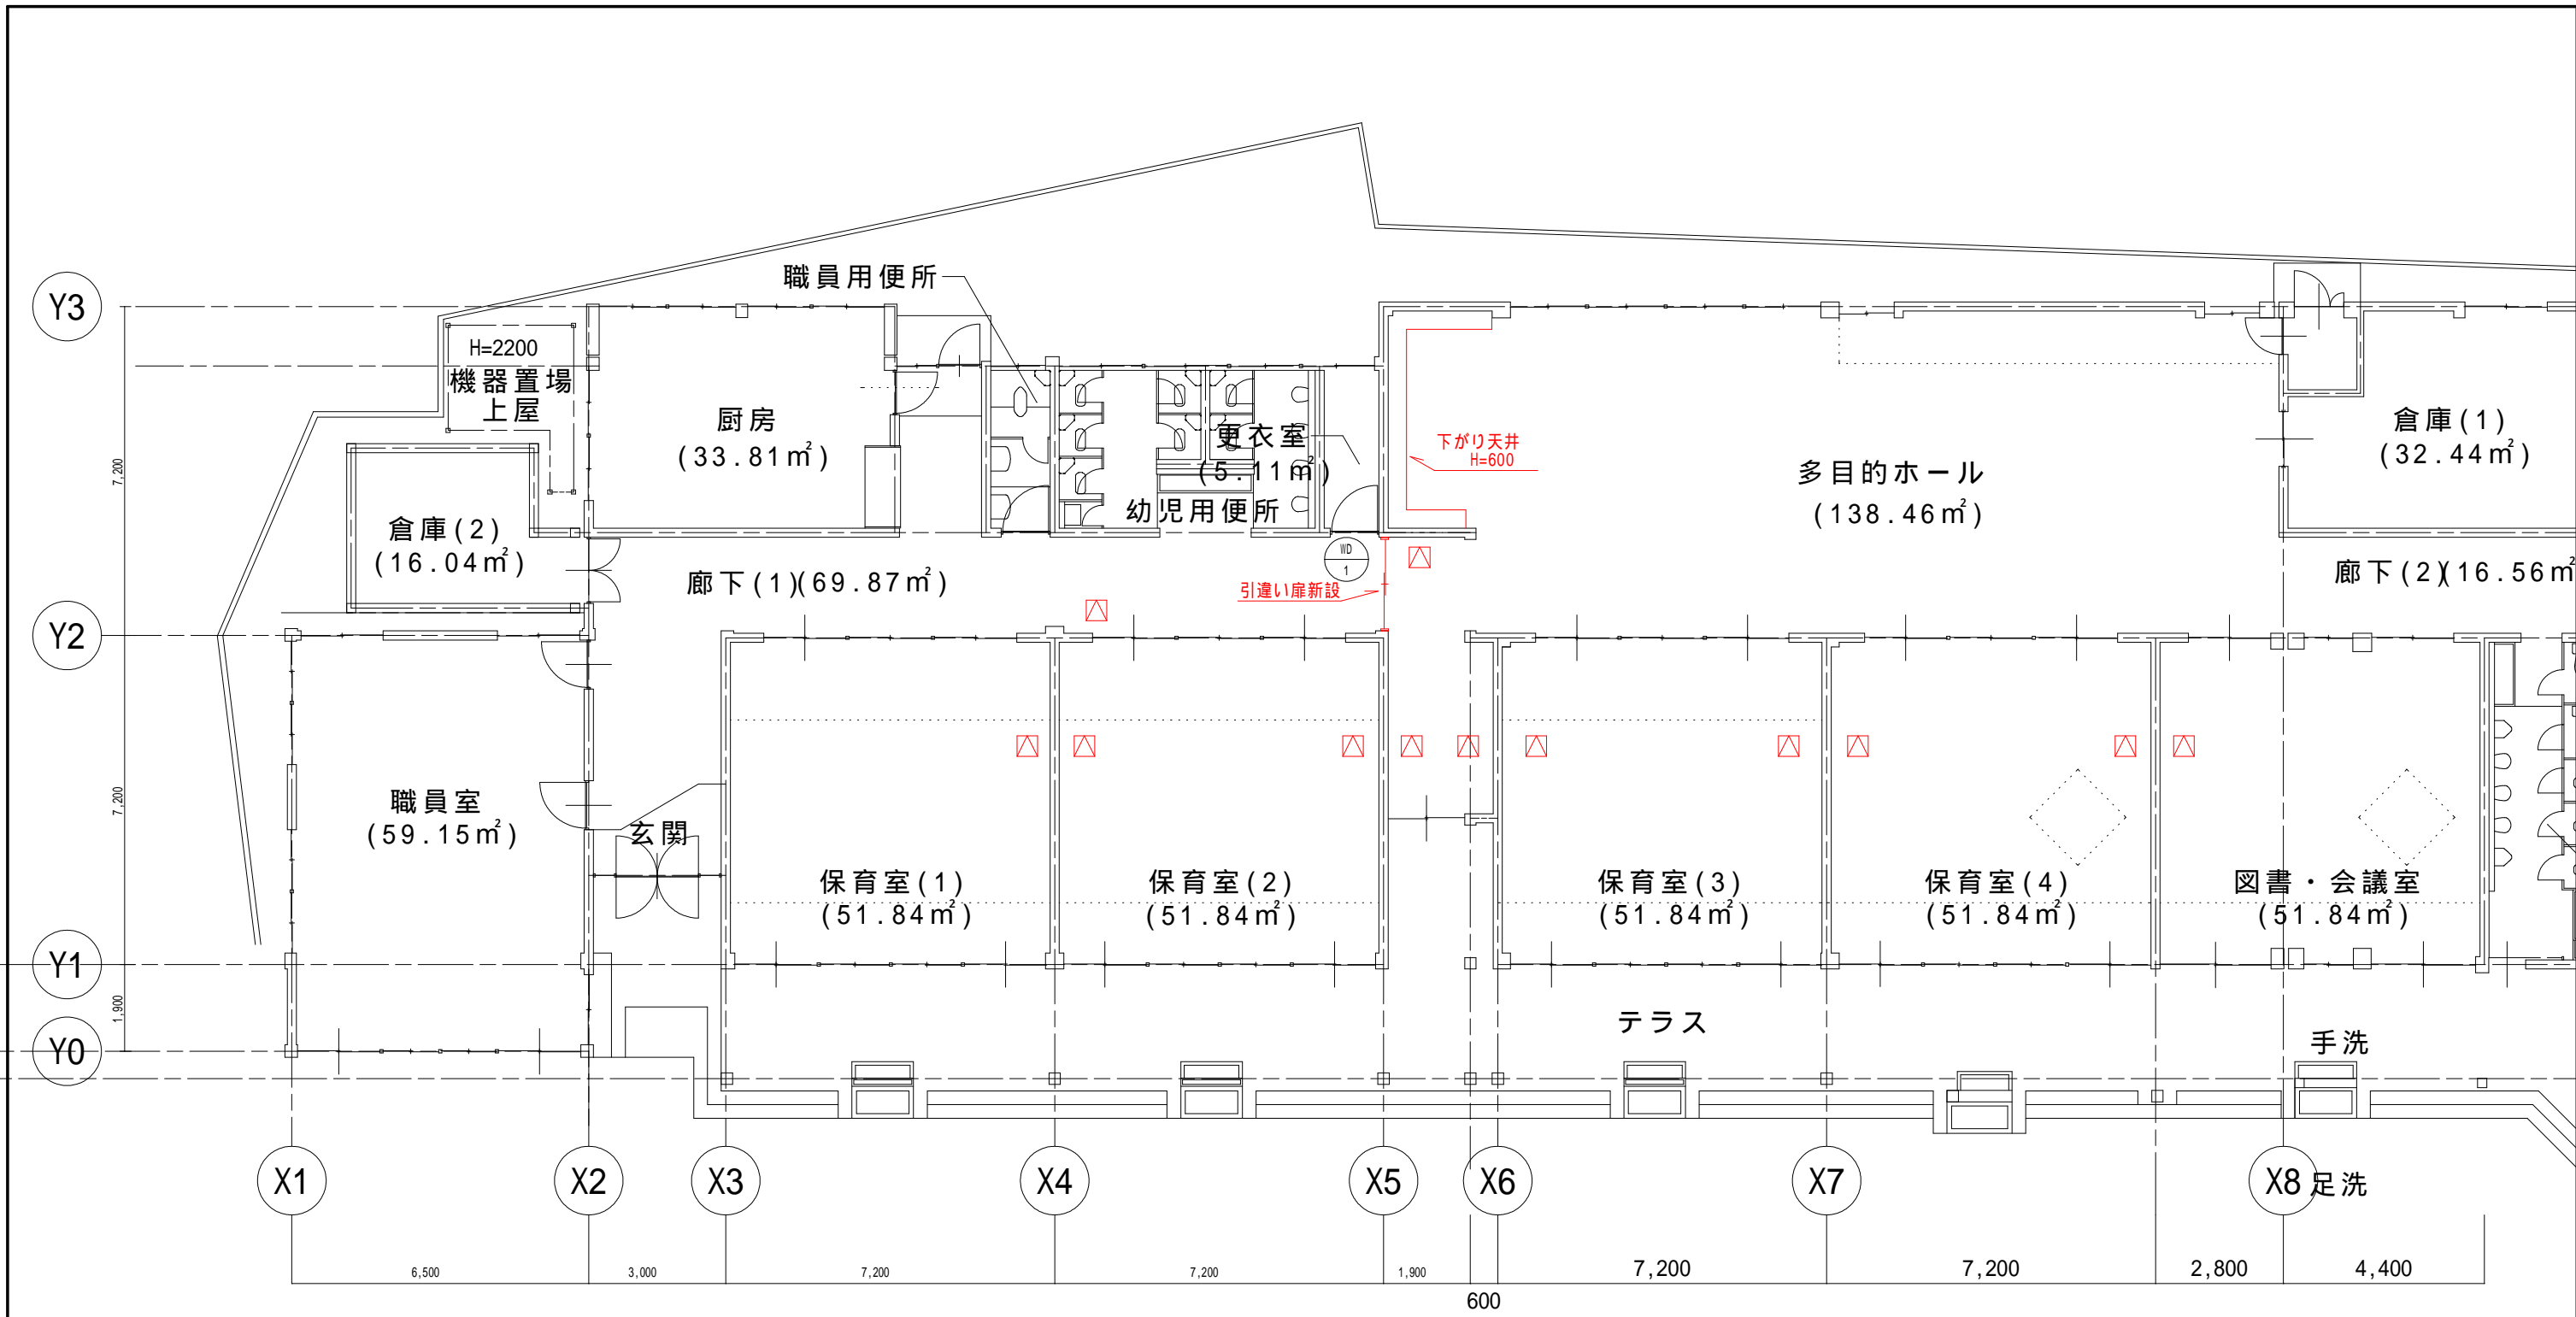 職員用便所
Y3
H=2200
機器置場
上屋
厨房
(33.81㎡)
更衣室
(5.11㎡)
幼児用便所
下がり天井
H=600
多目的ホール
(138.46㎡)
倉庫(1)
(32.44㎡)
7,200
倉庫(2)
(16.04㎡)
廊下(1)(69.87㎡)
WD
1
引違い扉新設
廊下(2)(16.56㎡
Y2
7,200
職員室
(59.15㎡)
玄関
保育室(1)
(51.84㎡)
保育室(2)
(51.84㎡)
保育室(3)
(51.84㎡)
保育室(4)
(51.84㎡)
図書・会議室
(51.84㎡)
Y1
1,900
テラス
手洗
Y0
X1
X2
X3
X4
X5
X6
X7
X8
足洗
6,500
3,000
7,200
7,200
1,900
7,200
7,200
2,800
4,400
600